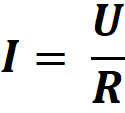 I = U/R